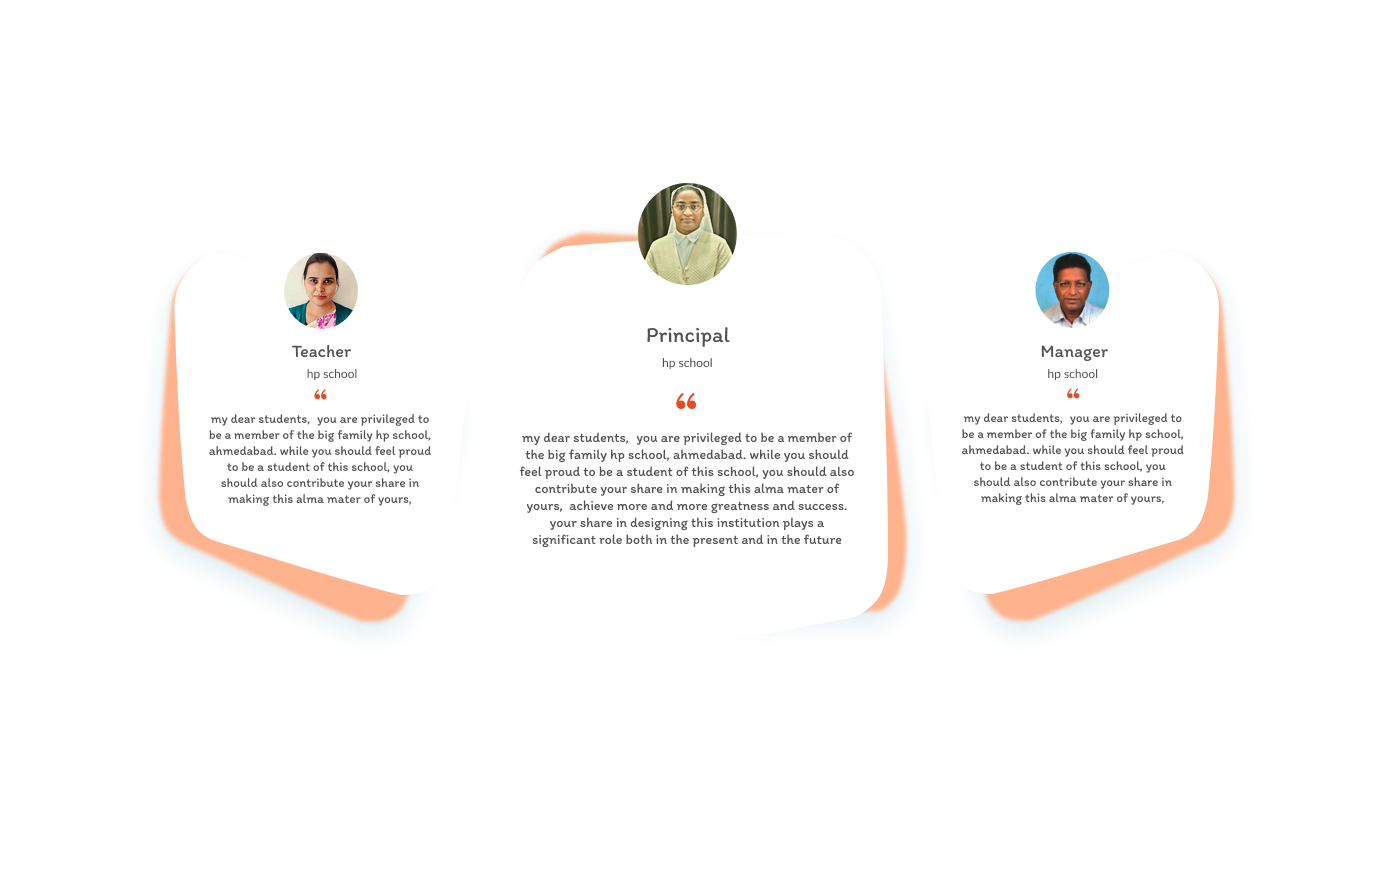 Teacher
hp school
“
my dear students,  you are privileged to
be a member of the big family hp school,
ahmedabad. while you should feel proud
to be a student of this school, you
should also contribute your share in
making this alma mater of yours,
Principal
hp school
“
my dear students,  you are privileged to be a member of
the big family hp school, ahmedabad. while you should
feel proud to be a student of this school, you should also
contribute your share in making this alma mater of
yours,  achieve more and more greatness and success.
your share in designing this institution plays a
significant role both in the present and in the future
Manager
hp school
“
my dear students,  you are privileged to
be a member of the big family hp school,
ahmedabad. while you should feel proud
to be a student of this school, you
should also contribute your share in
making this alma mater of yours,